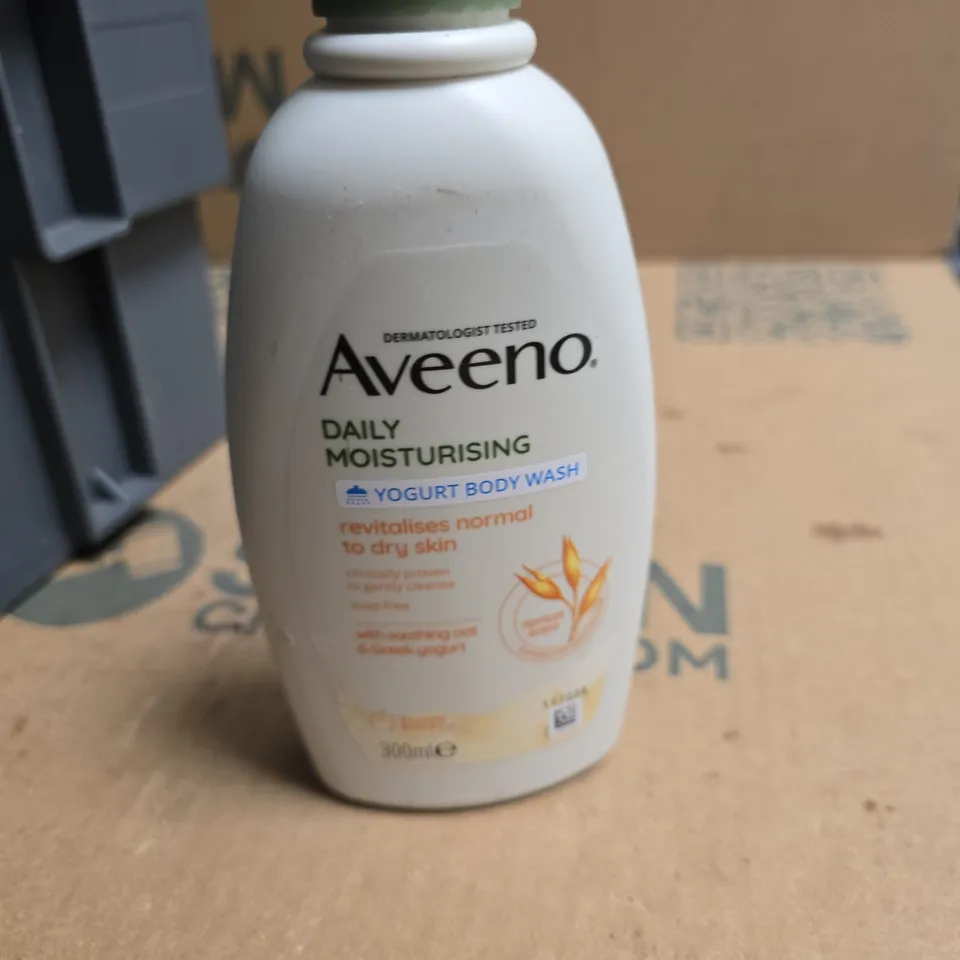 DERMATOLOGIST TESTED
Aveeno.
DAILY
MOISTURISING
YOGURT BODY WASH
revitalises normal
to dry skin
clinically proven
to gently cleanse
soap free
with soothing oat
& Greek yogurt
300ml e